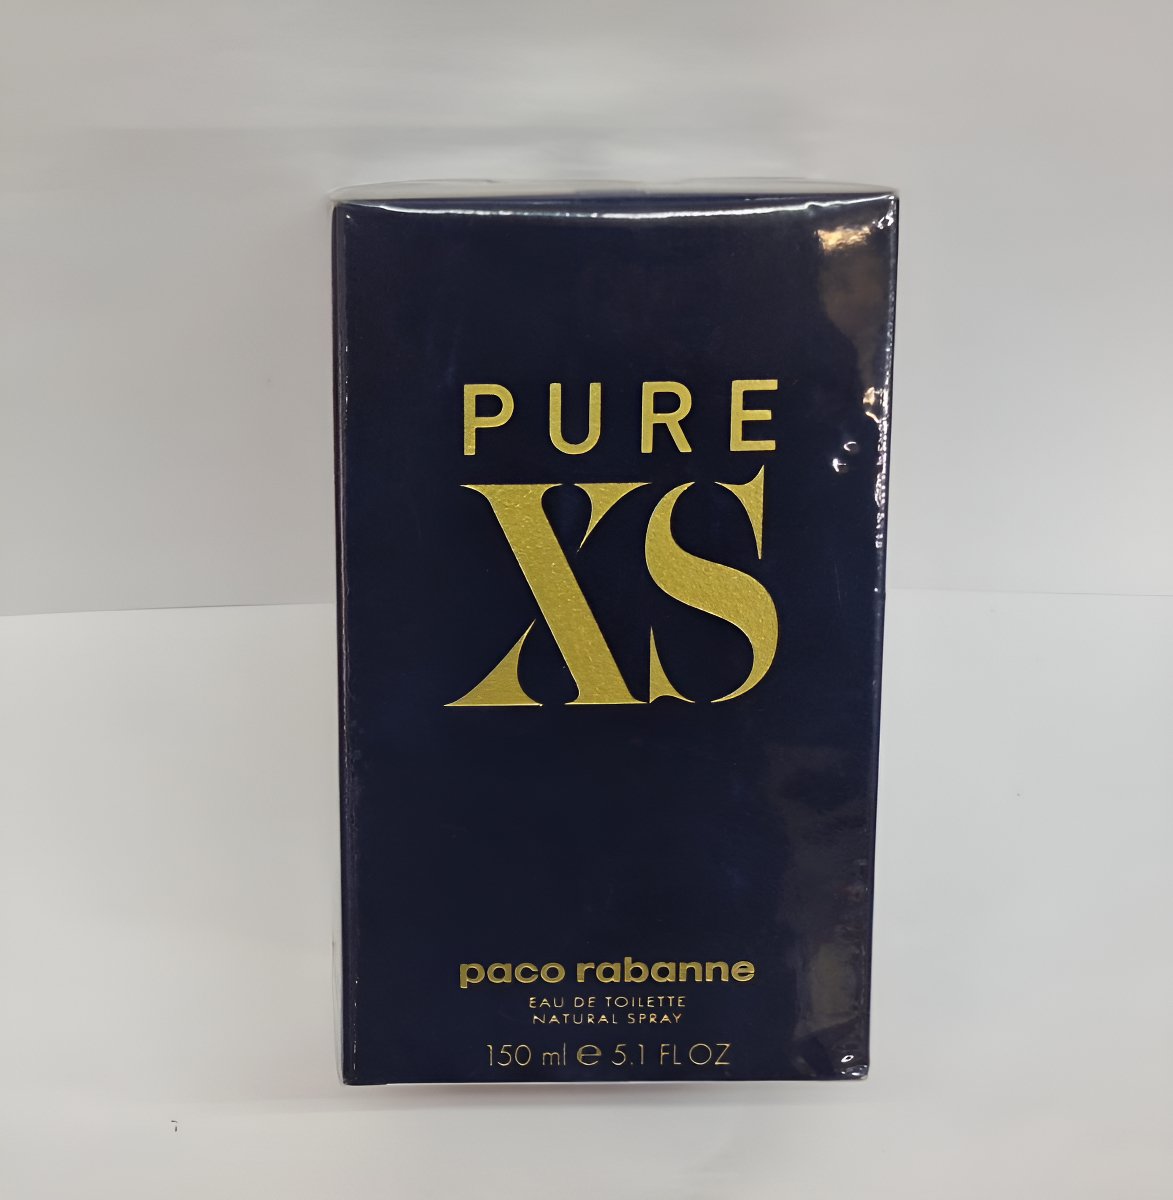 PURE
XS
paco rabanne
EAU DE TOILETTE
NATURAL SPRAY
150 ml ℮ 5.1 FL OZ